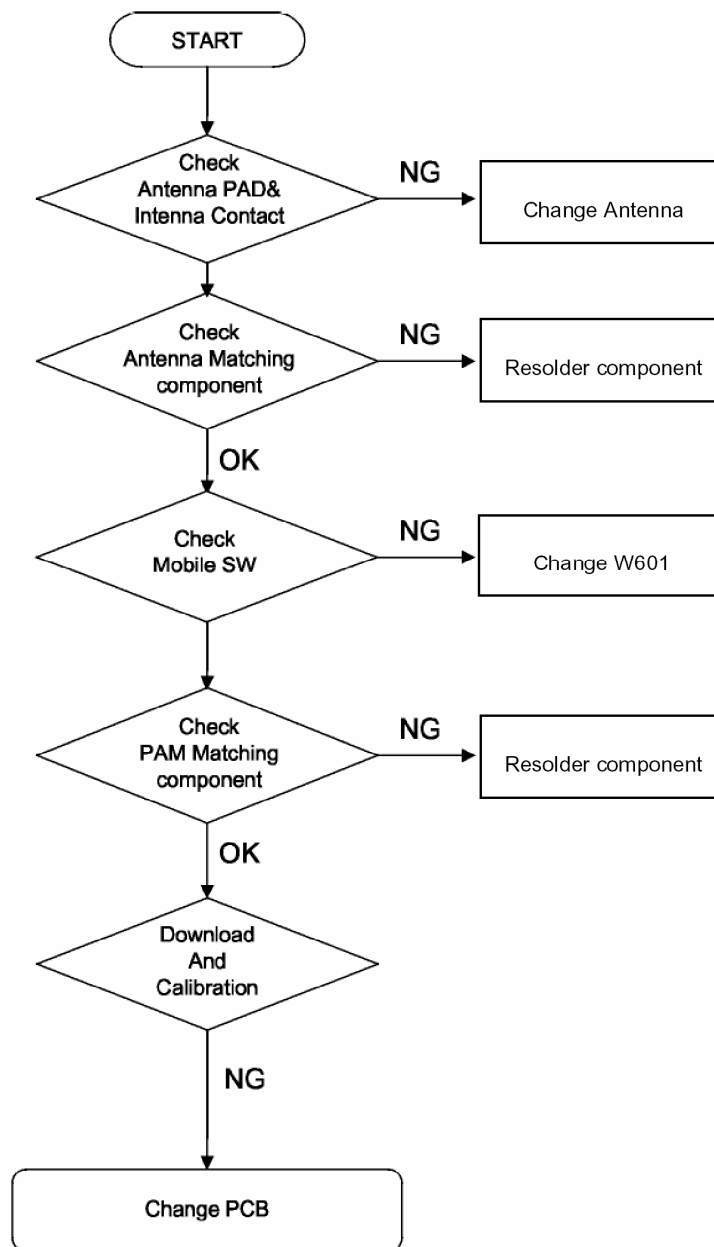 START
Check
Antenna PAD&
Intenna Contact
NG
Change Antenna
Check
Antenna Matching
component
NG
Resolder component
OK
Check
Mobile SW
NG
Change W601
Check
PAM Matching
component
NG
Resolder component
OK
Download
And
Calibration
NG
Change PCB